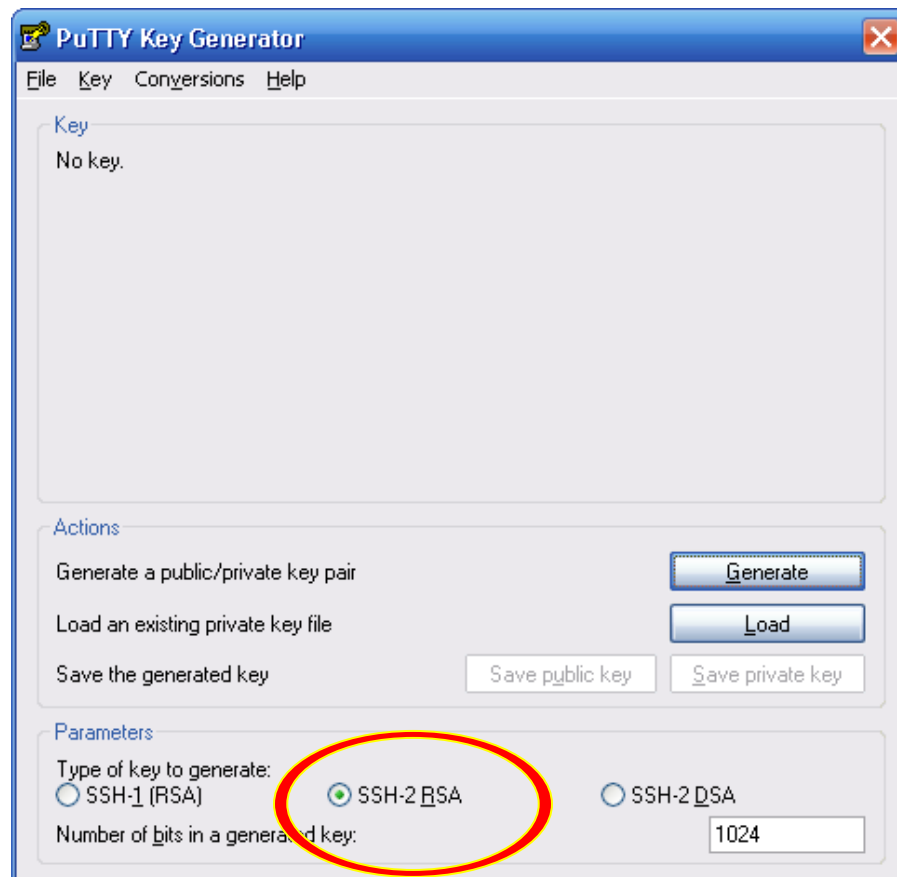 PuTTY Key Generator
File Key Conversions Help
Key
No key.
Actions
Generate a public/private key pair Generate
Load an existing private key file Load
Save the generated key Save public key Save private key
Parameters
Type of key to generate:
SSH-1 (RSA) SSH-2 RSA SSH-2 DSA
Number of bits in a generated key: 1024